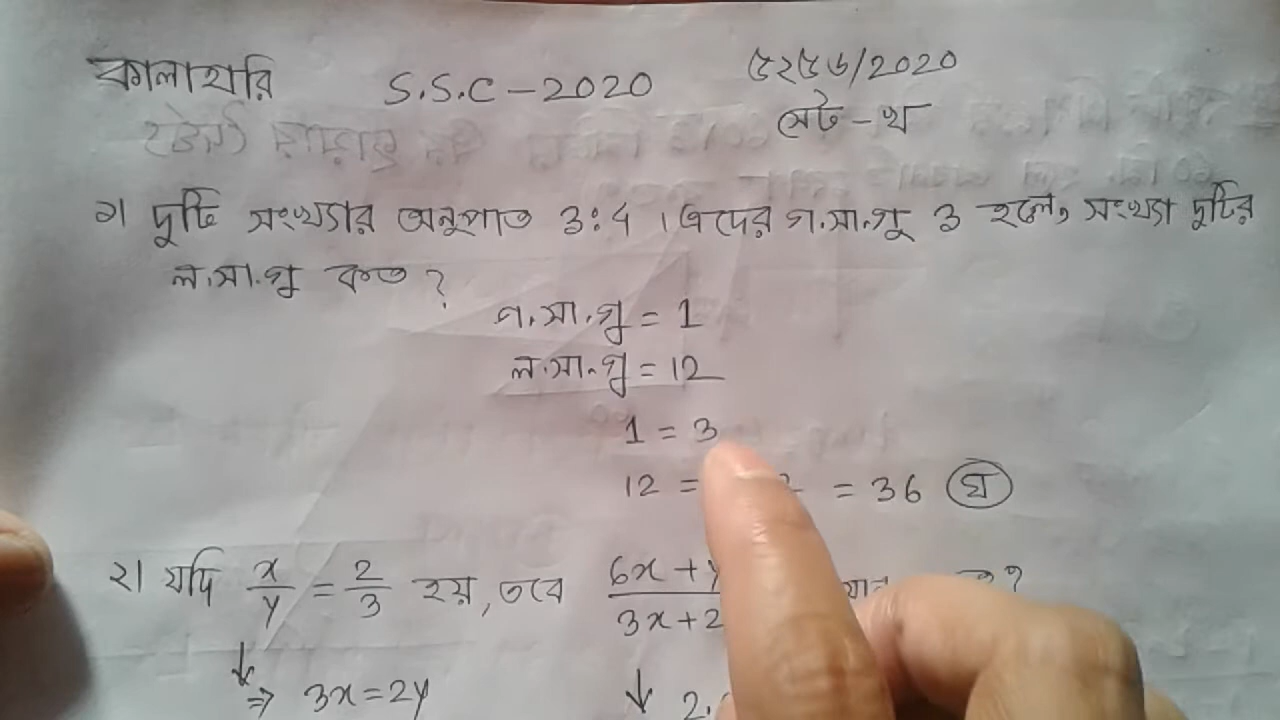 কালাহারি S.S.C - 2020 ৫২৫৬/2020
সেট - খ
১। দুটি সংখ্যার অনুপাত 3:4 । এদের গ.সা.গু 3 হলে, সংখ্যা দুটির
ল.সা.গু কত ?
গ.সা.গু = 1
ল.সা.গু = 12
1 = 3
12 = = 36 ঘ
২। যদি x/y = 2/3 হয়, তবে 6x + y
3x + 2
⇒ 3x = 2y